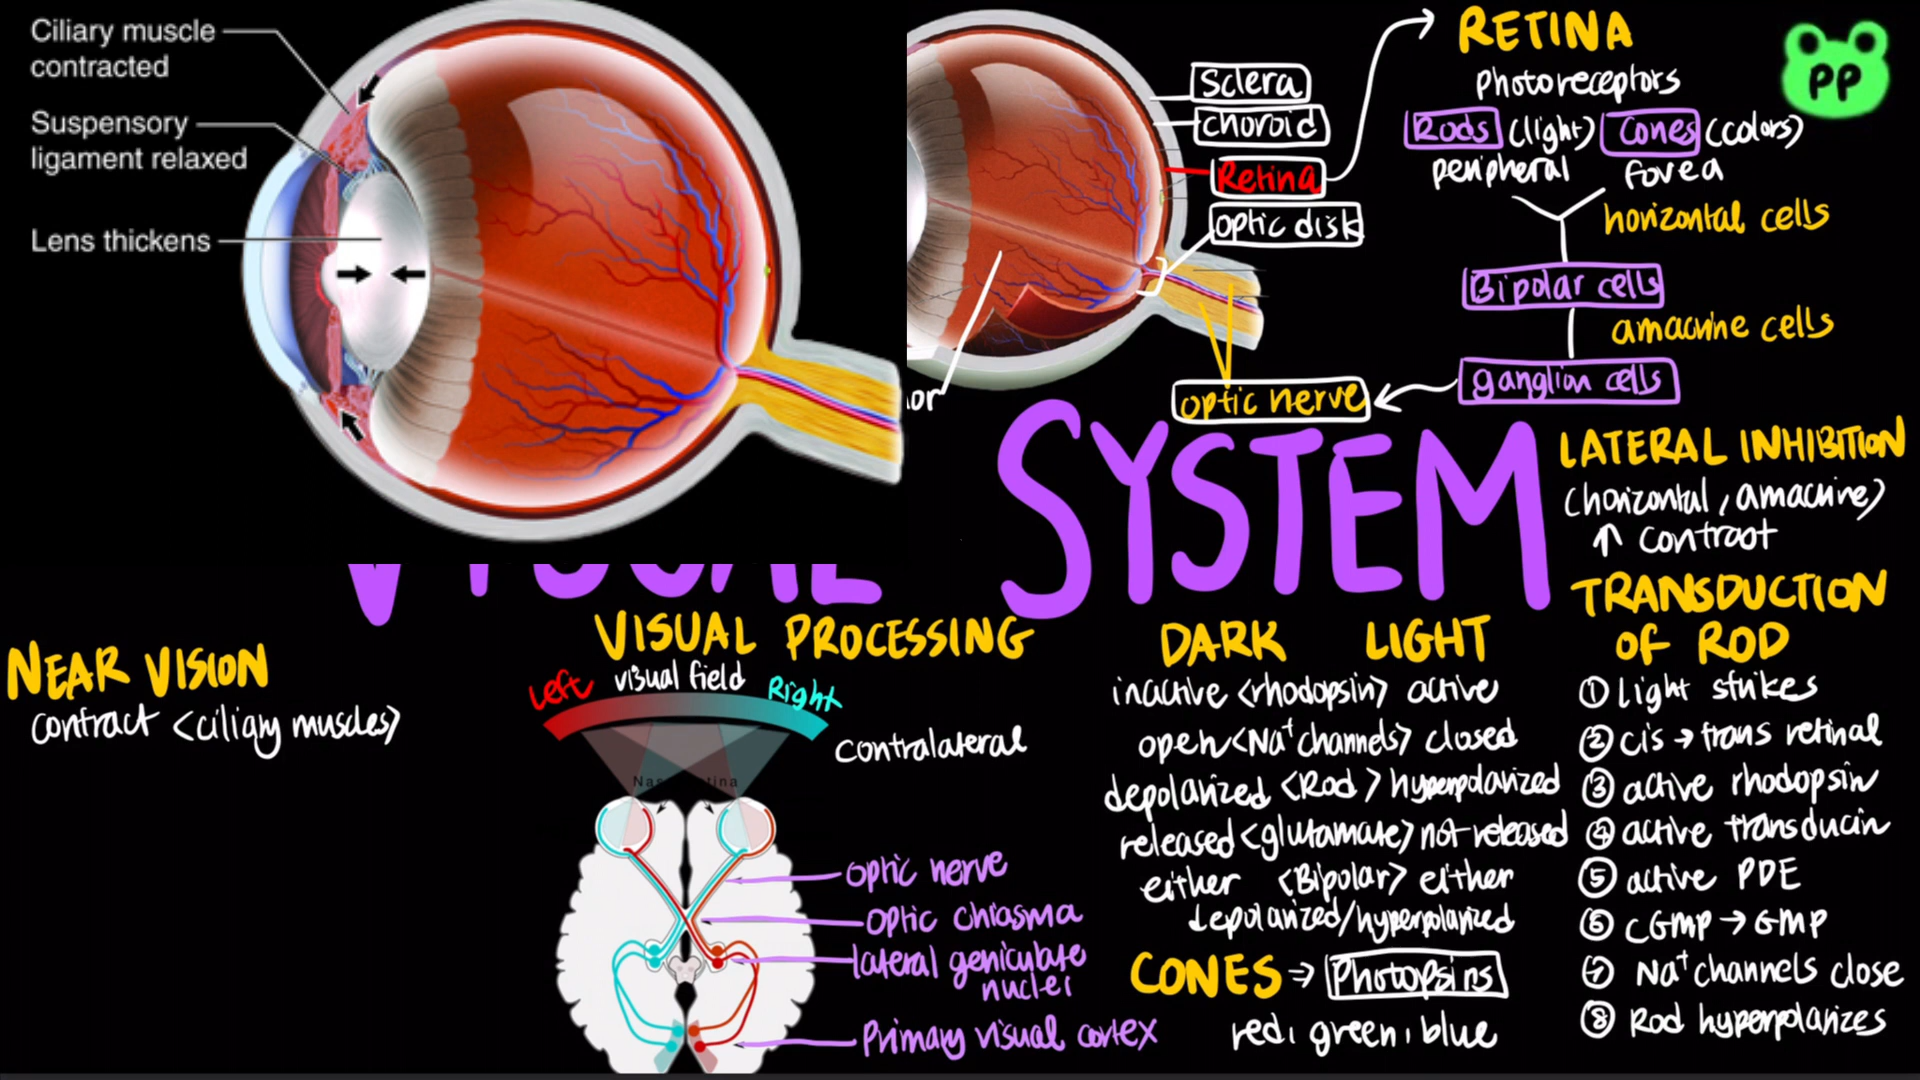 Ciliary muscle
contracted
Suspensory
ligament relaxed
Lens thickens
Sclera
choroid
Retina
optic disk
optic nerve
RETINA
PP
photoreceptors
Rods (light) Cones (colors)
peripheral fovea
horizontal cells
Bipolar cells
amacrine cells
ganglion cells
SYSTEM
LATERAL INHIBITION
(horizontal, amacrine)
↑ contrast
NEAR VISION
contract <ciliary muscles>
VISUAL PROCESSING
Left visual field Right
contralateral
optic nerve
optic chiasma
lateral geniculate
nuclei
Primary visual cortex
DARK LIGHT
inactive <rhodopsin> active
open <Na+ channels> closed
depolarized <Rod> hyperpolarized
released <glutamate> not released
either <Bipolar> either
depolarized/hyperpolarized
CONES ⇒ Photopsins
red, green, blue
TRANSDUCTION
OF ROD
① light strikes
② cis → trans retinal
③ active rhodopsin
④ active transducin
⑤ active PDE
⑥ cGMP → GMP
⑦ Na+ channels close
⑧ Rod hyperpolarizes